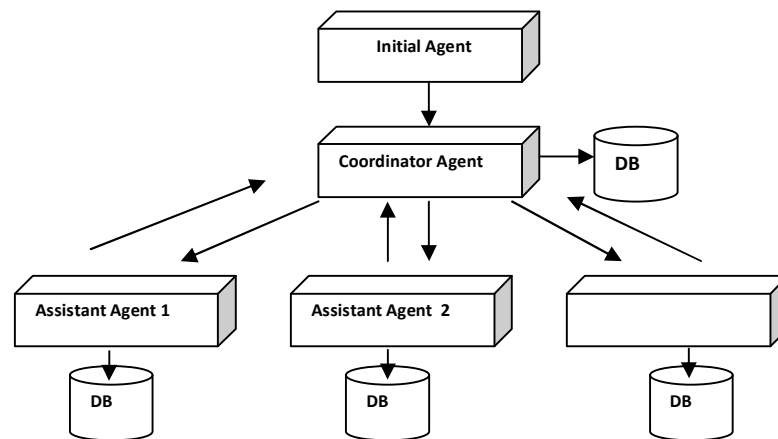 Initial Agent
Coordinator Agent
DB
Assistant Agent 1
Assistant Agent 2
DB
DB
DB